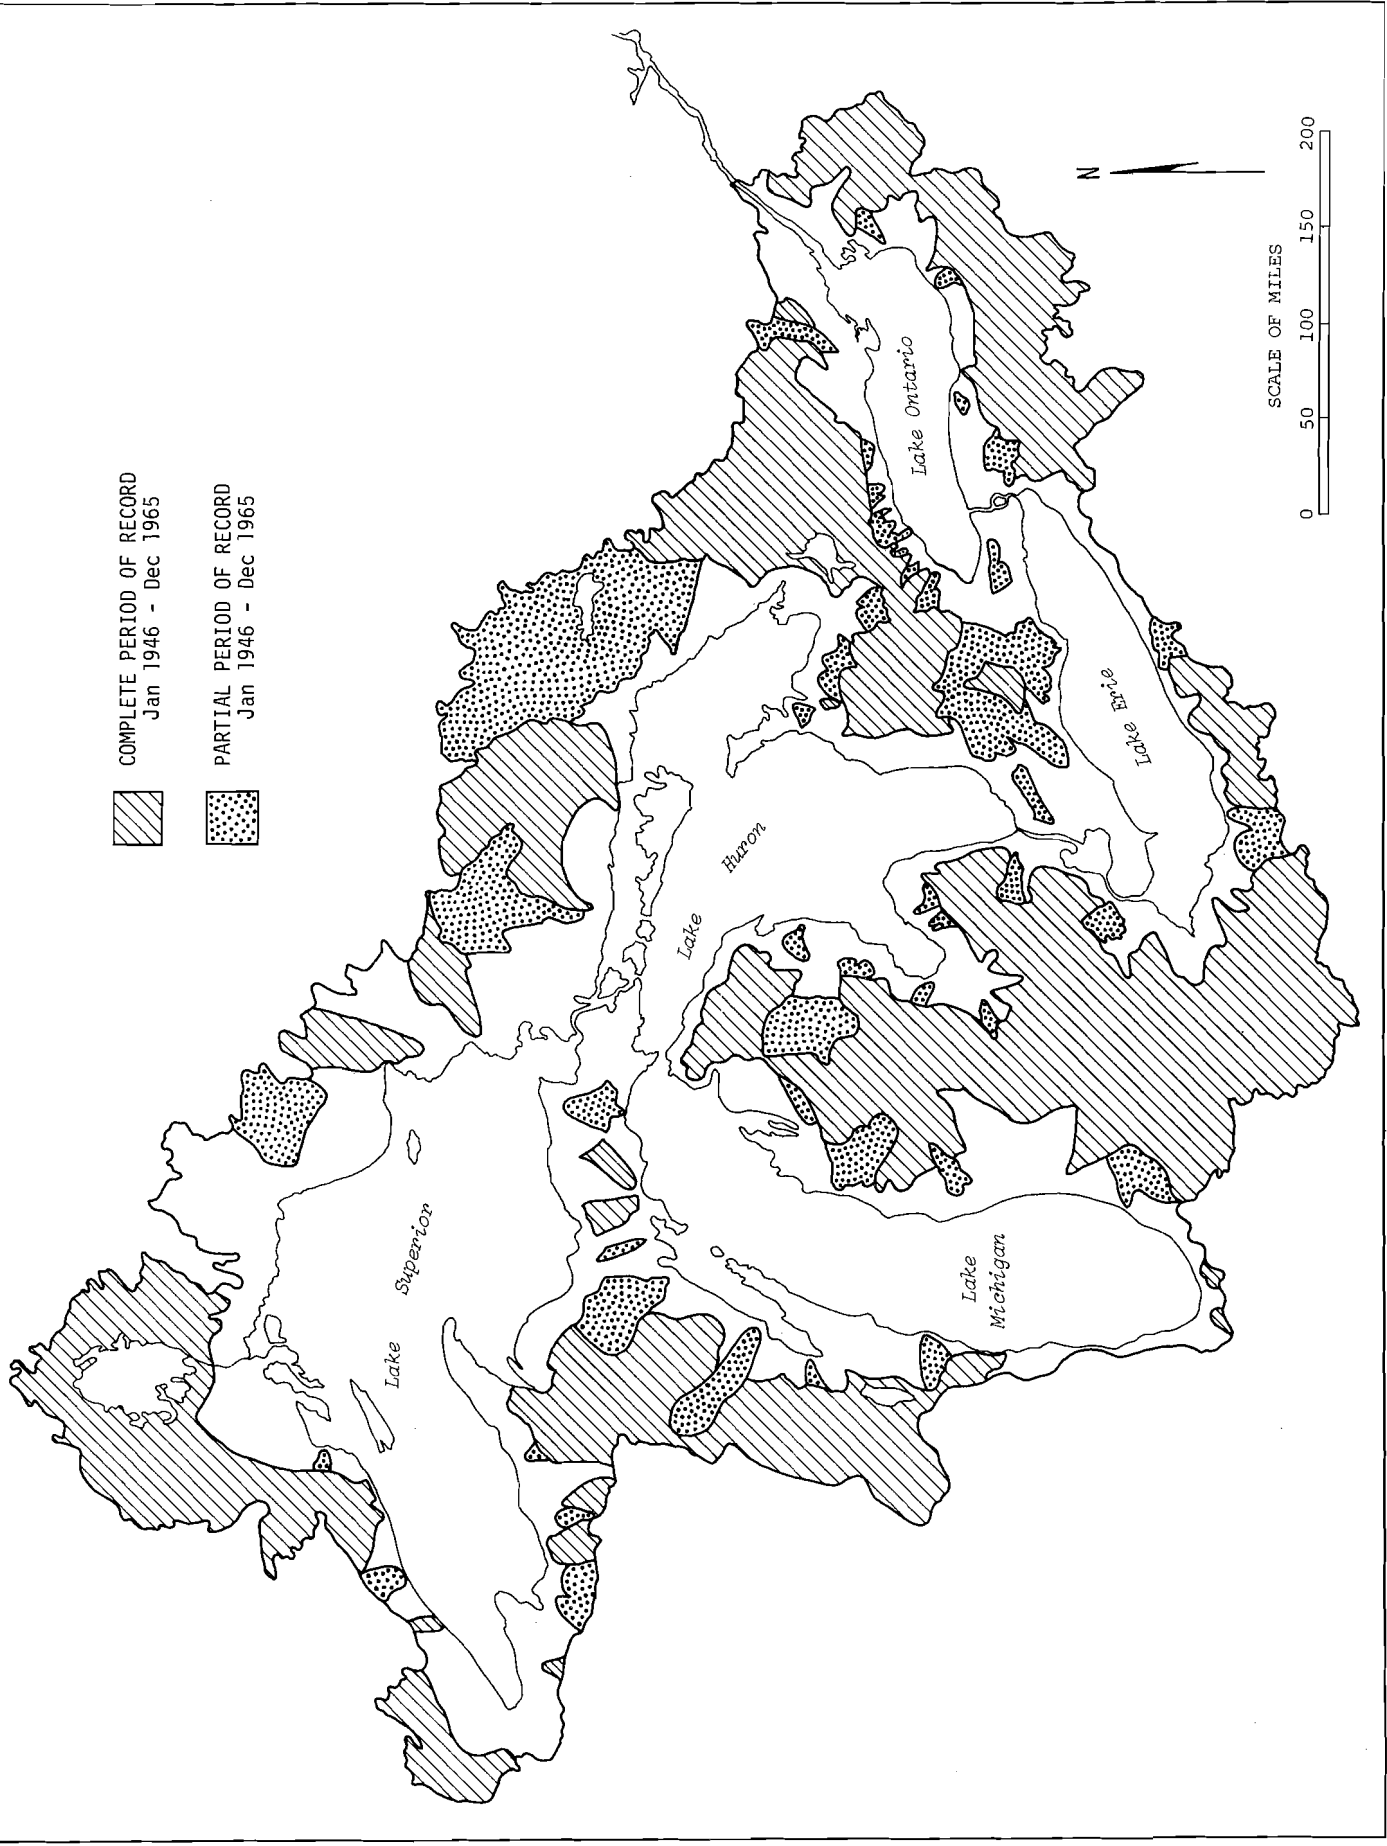 COMPLETE PERIOD OF RECORD
Jan 1946 - Dec 1965
PARTIAL PERIOD OF RECORD
Jan 1946 - Dec 1965
Lake Superior
Lake Huron
Lake
Michigan
Lake Erie
Lake Ontario
N
SCALE OF MILES
0 50 100 150 200